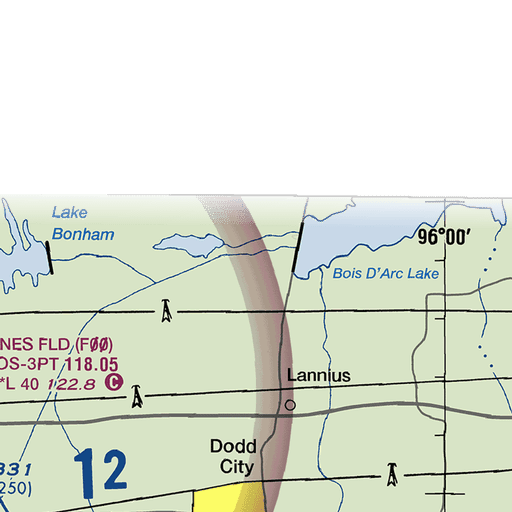 Lake
Bonham
96°00'
Bois D'Arc Lake
NES FLD (FØØ)
OS-3PT 118.05
*L 40 122.8 C
Lannius
Dodd
City
12
331
250)